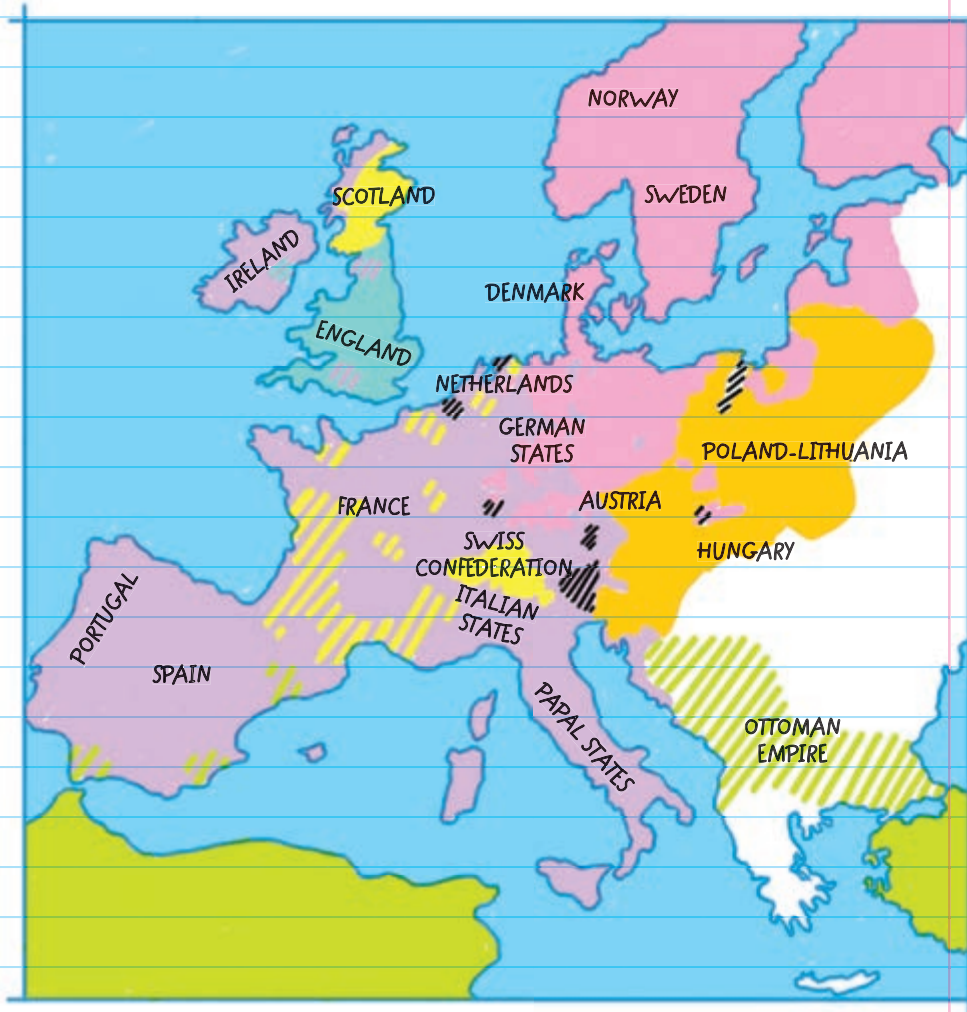 NORWAY
SCOTLAND
SWEDEN
IRELAND
DENMARK
ENGLAND
NETHERLANDS
GERMAN
STATES
POLAND-LITHUANIA
FRANCE
AUSTRIA
SWISS
CONFEDERATION
HUNGARY
ITALIAN
STATES
PORTUGAL
SPAIN
PAPAL STATES
OTTOMAN
EMPIRE